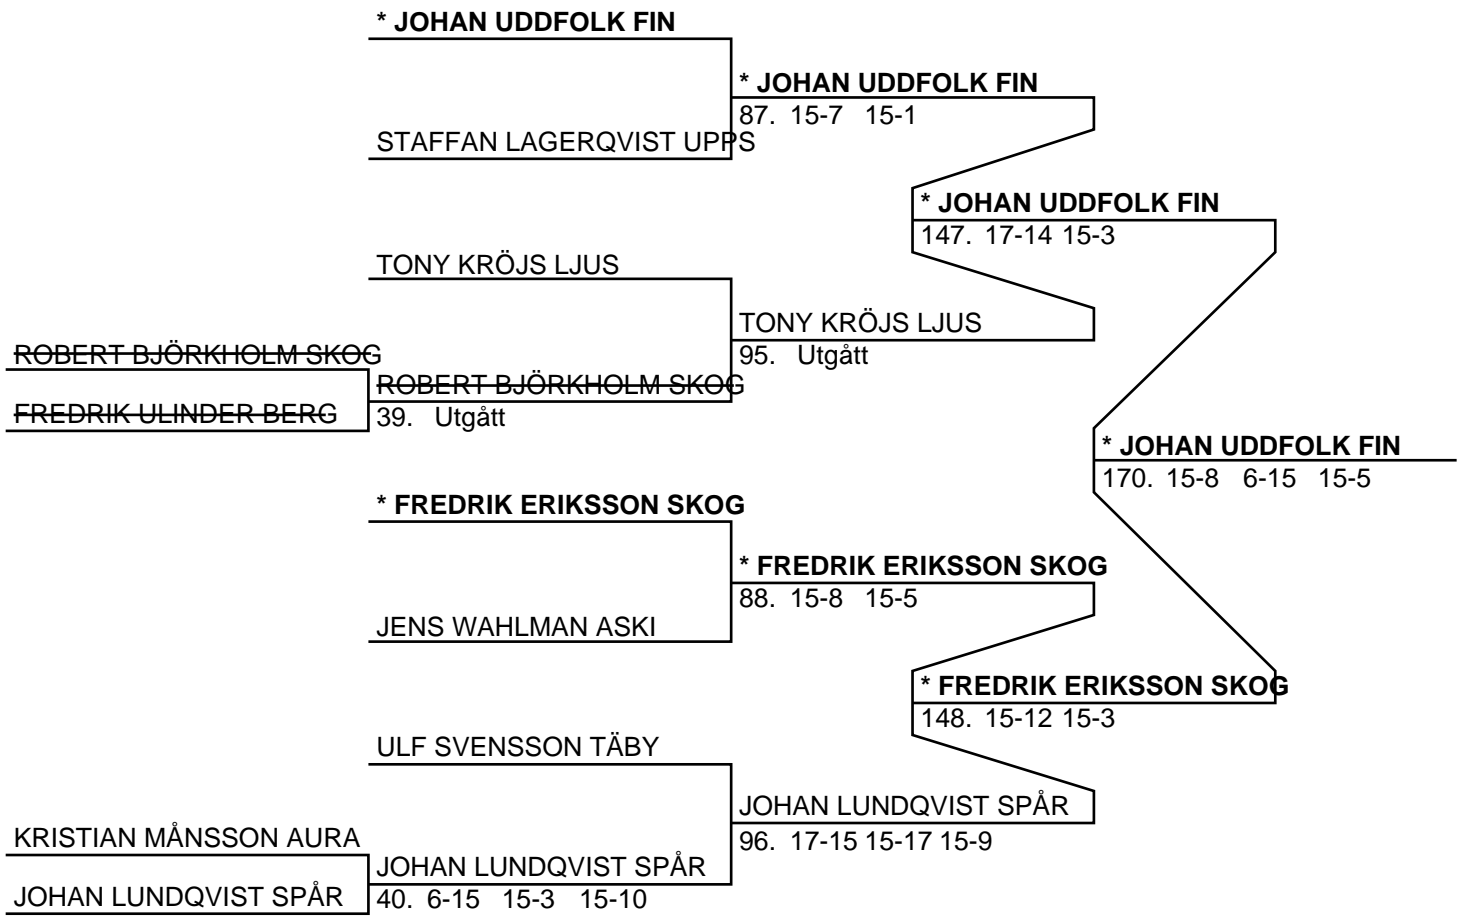 * JOHAN UDDFOLK FIN
* JOHAN UDDFOLK FIN
87. 15-7 15-1
STAFFAN LAGERQVIST UPPS
* JOHAN UDDFOLK FIN
147. 17-14 15-3
TONY KRÖJS LJUS
TONY KRÖJS LJUS
95. Utgått
ROBERT BJÖRKHOLM SKOG
ROBERT BJÖRKHOLM SKOG
39. Utgått
FREDRIK ULINDER BERG
* JOHAN UDDFOLK FIN
170. 15-8 6-15 15-5
* FREDRIK ERIKSSON SKOG
* FREDRIK ERIKSSON SKOG
88. 15-8 15-5
JENS WAHLMAN ASKI
* FREDRIK ERIKSSON SKOG
148. 15-12 15-3
ULF SVENSSON TÄBY
JOHAN LUNDQVIST SPÅR
96. 17-15 15-17 15-9
KRISTIAN MÅNSSON AURA
JOHAN LUNDQVIST SPÅR
40. 6-15 15-3 15-10
JOHAN LUNDQVIST SPÅR